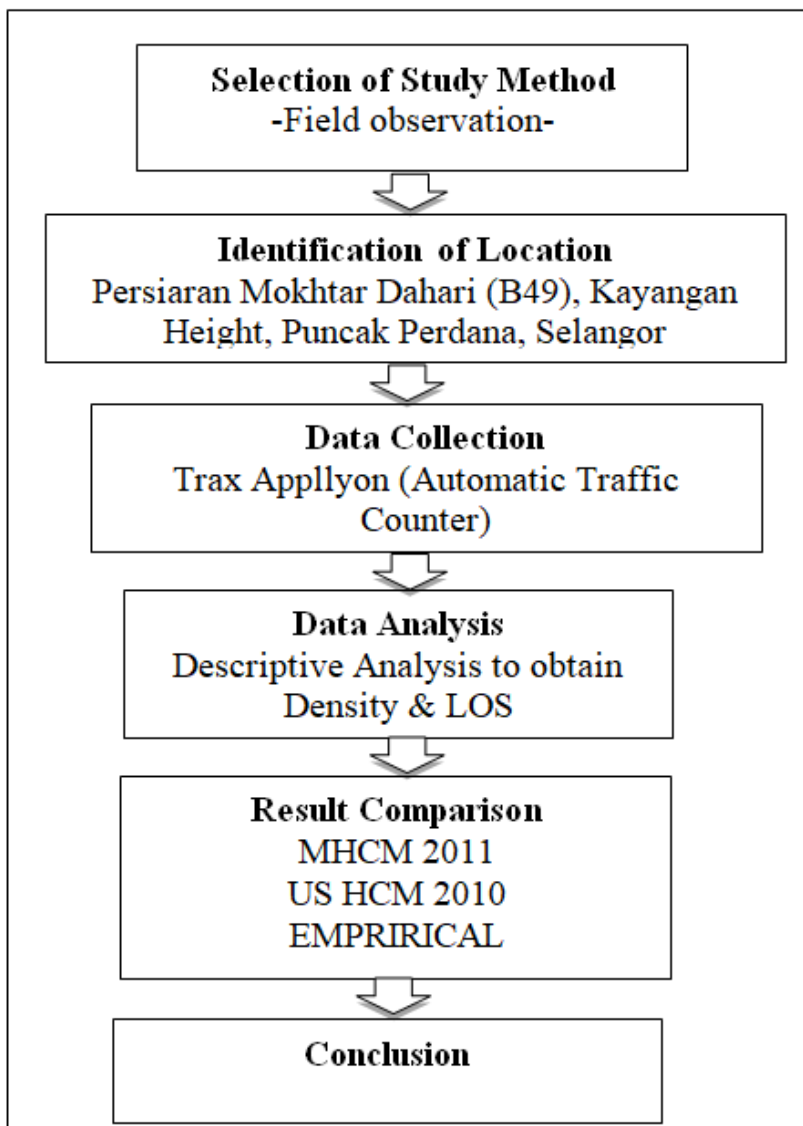 Selection of Study Method
-Field observation-
Identification of Location
Persiaran Mokhtar Dahari (B49), Kayangan
Height, Puncak Perdana, Selangor
Data Collection
Trax Appllyon (Automatic Traffic
Counter)
Data Analysis
Descriptive Analysis to obtain
Density & LOS
Result Comparison
MHCM 2011
US HCM 2010
EMPRIRICAL
Conclusion